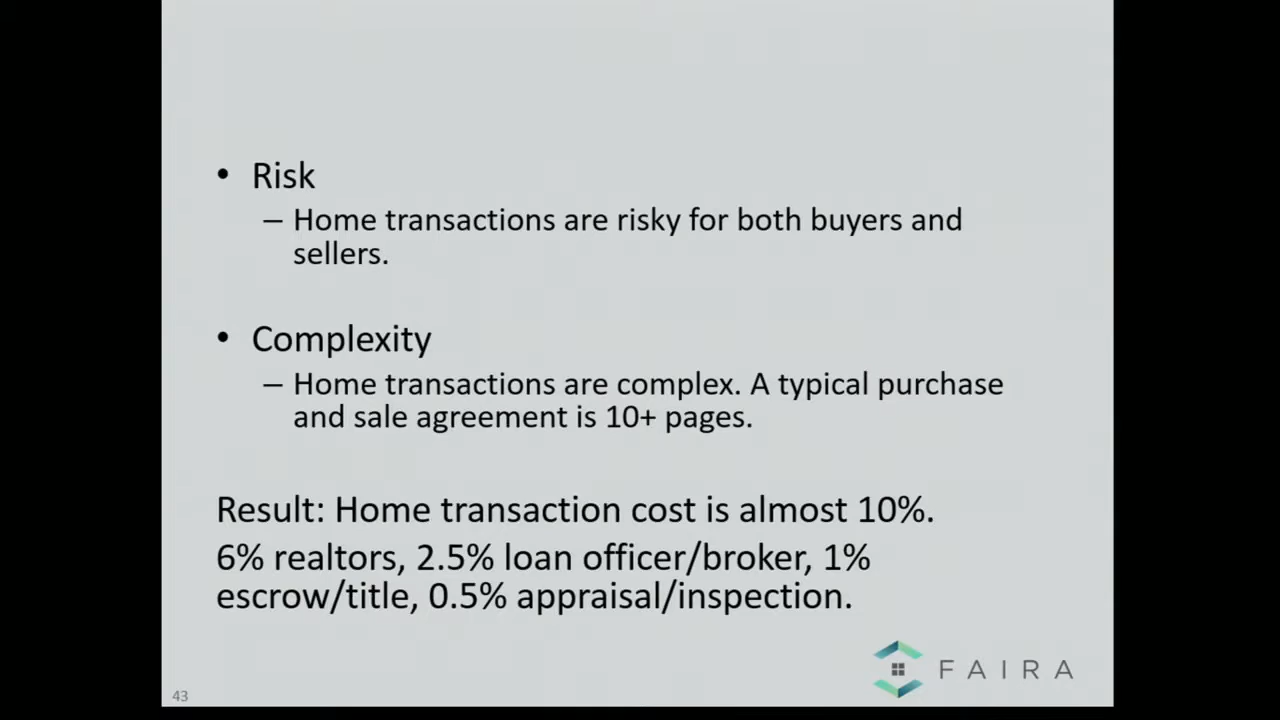 • Risk
– Home transactions are risky for both buyers and
sellers.
• Complexity
– Home transactions are complex. A typical purchase
and sale agreement is 10+ pages.
Result: Home transaction cost is almost 10%.
6% realtors, 2.5% loan officer/broker, 1%
escrow/title, 0.5% appraisal/inspection.
FAIRA
43